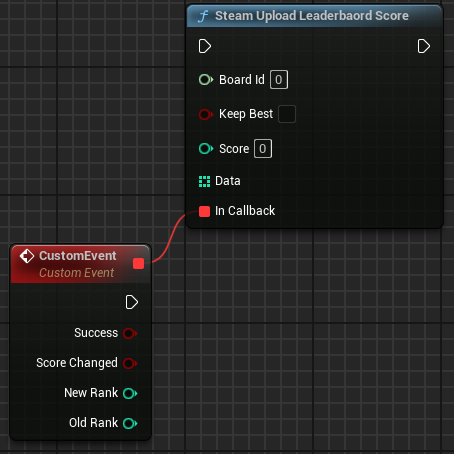 Steam Upload Leaderbaord Score
Board Id 0
Keep Best
Score 0
Data
In Callback
CustomEvent
Custom Event
Success
Score Changed
New Rank
Old Rank